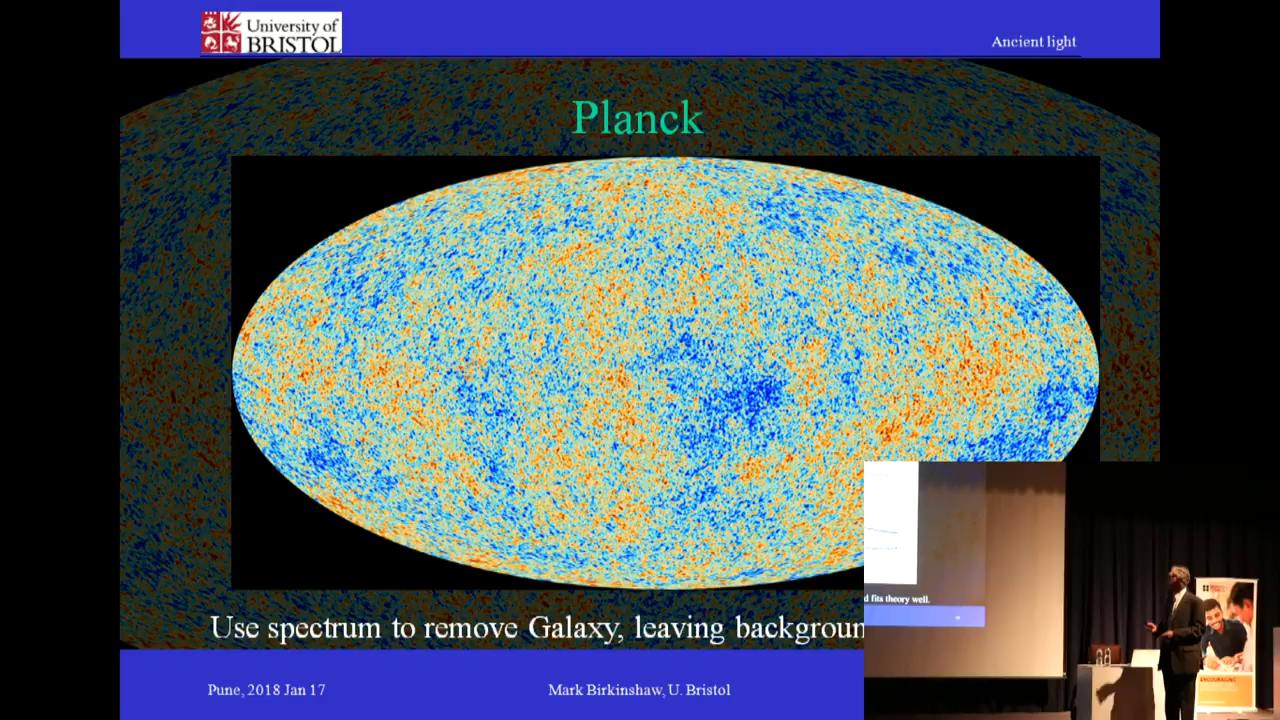 University of
BRISTOL
Ancient light
Planck
Use spectrum to remove Galaxy, leaving
d fits theory well.
Pune, 2018 Jan 17
Mark Birkinshaw, U. Bristol
ENCOURAGING